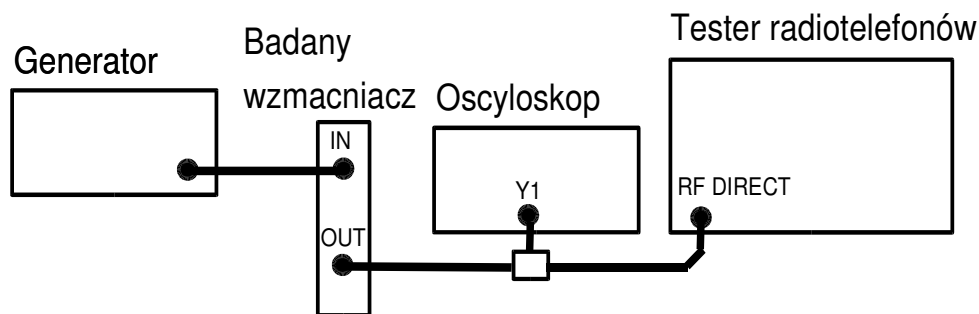 Generator
Badany
wzmacniacz
Oscyloskop
Tester radiotelefonów
IN
OUT
Y1
RF DIRECT